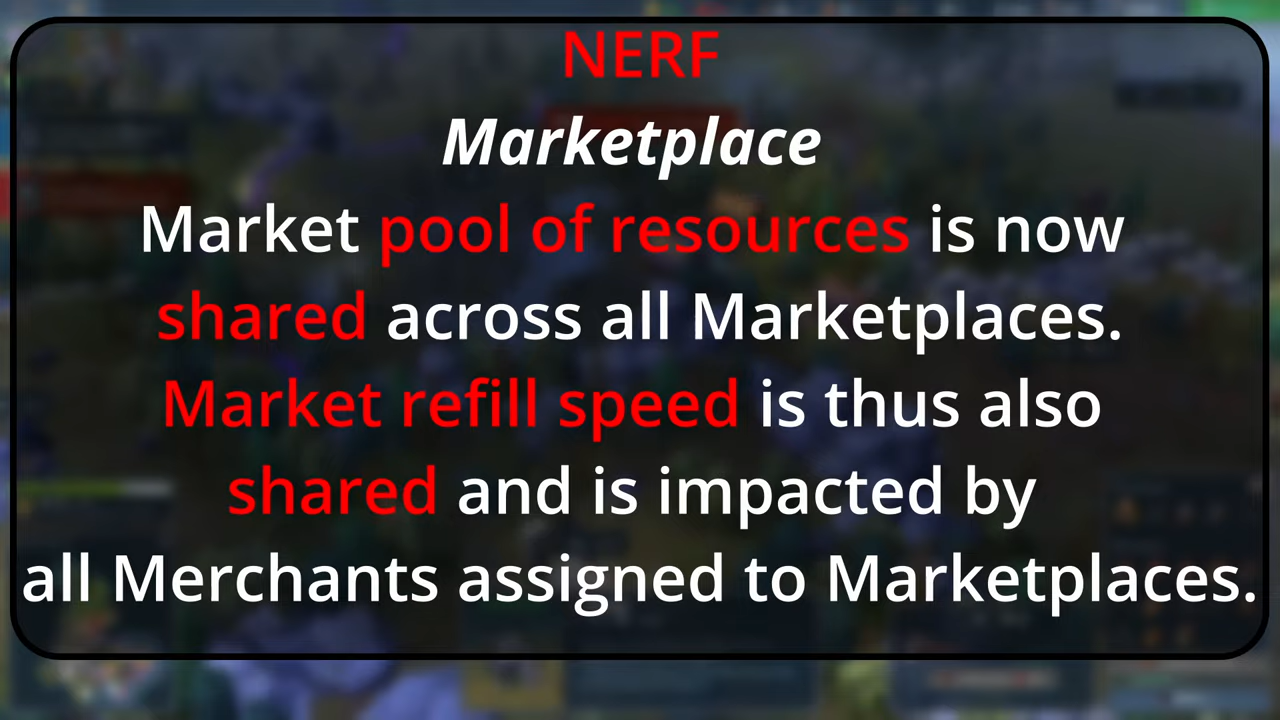 NERF
Marketplace
Market pool of resources is now
shared across all Marketplaces.
Market refill speed is thus also
shared and is impacted by
all Merchants assigned to Marketplaces.